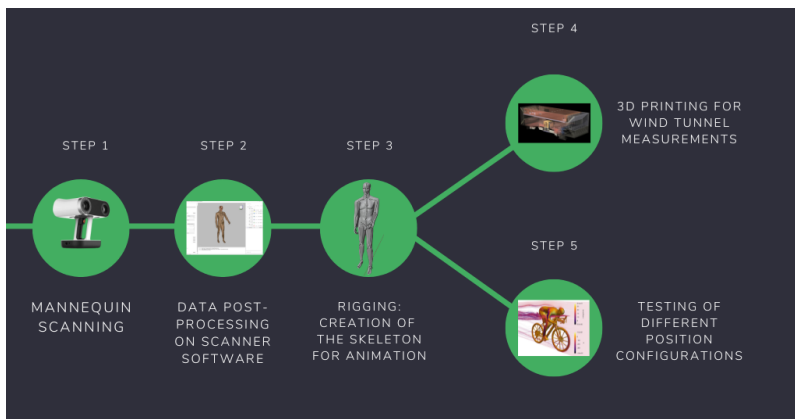 STEP 1
MANNEQUIN
SCANNING
STEP 2
DATA POST-
PROCESSING
ON SCANNER
SOFTWARE
STEP 3
RIGGING:
CREATION OF
THE SKELETON
FOR ANIMATION
STEP 4
3D PRINTING FOR
WIND TUNNEL
MEASUREMENTS
STEP 5
TESTING OF
DIFFERENT
POSITION
CONFIGURATIONS